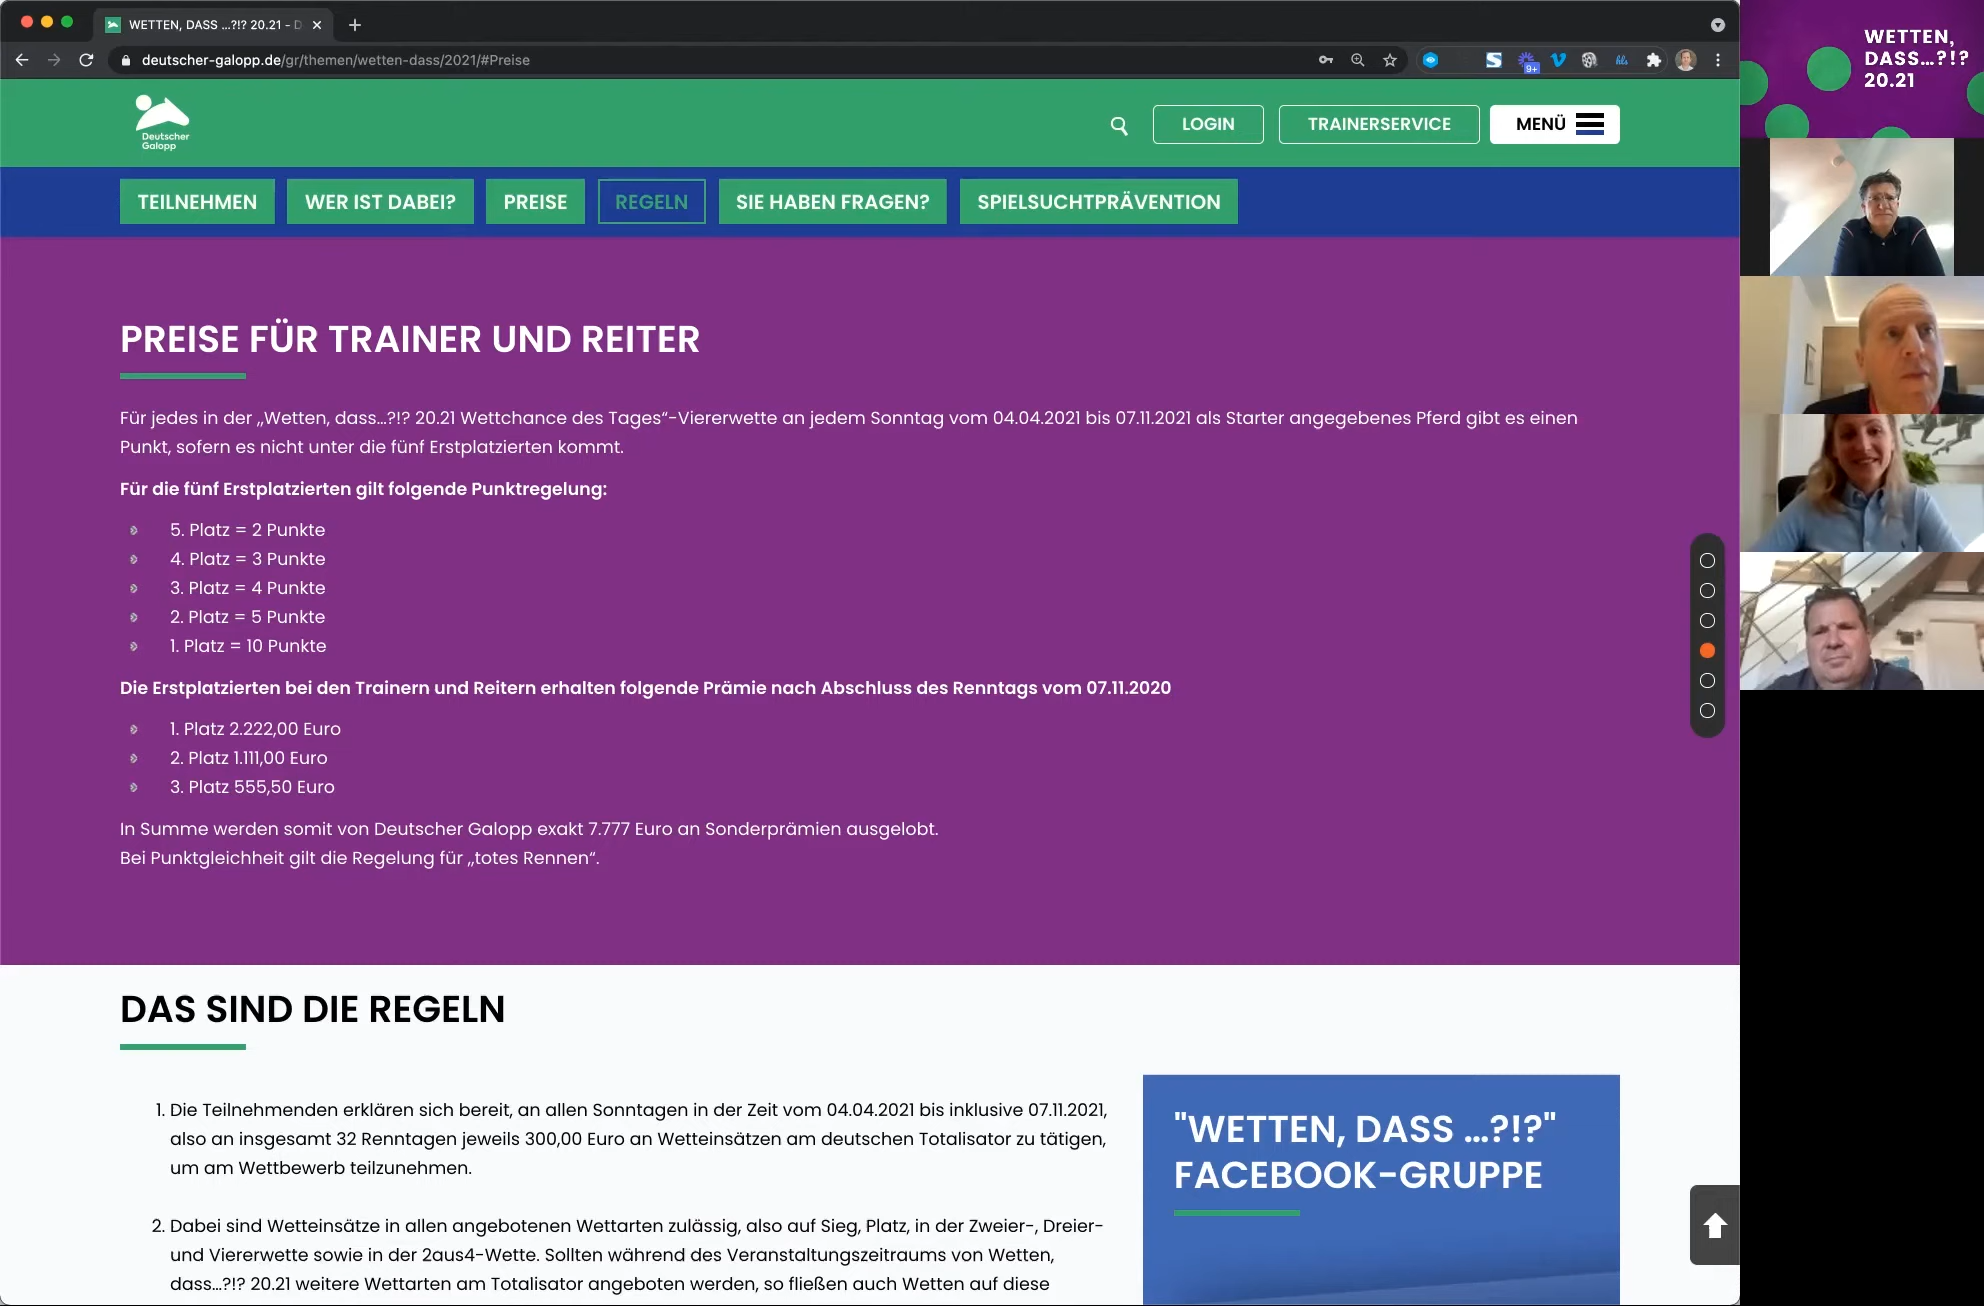 WETTEN, DASS ...?!? 20.21 - D
deutscher-galopp.de/gr/themen/wetten-dass/2021/#Preise
9+
Deutscher
Galopp
LOGIN
TRAINERSERVICE
MENÜ
TEILNEHMEN
WER IST DABEI?
PREISE
REGELN
SIE HABEN FRAGEN?
SPIELSUCHTPRÄVENTION
PREISE FÜR TRAINER UND REITER
Für jedes in der „Wetten, dass...?!? 20.21 Wettchance des Tages“-Viererwette an jedem Sonntag vom 04.04.2021 bis 07.11.2021 als Starter angegebenes Pferd gibt es einen
Punkt, sofern es nicht unter die fünf Erstplatzierten kommt.
Für die fünf Erstplatzierten gilt folgende Punktregelung:
5. Platz = 2 Punkte
4. Platz = 3 Punkte
3. Platz = 4 Punkte
2. Platz = 5 Punkte
1. Platz = 10 Punkte
Die Erstplatzierten bei den Trainern und Reitern erhalten folgende Prämie nach Abschluss des Renntags vom 07.11.2020
1. Platz 2.222,00 Euro
2. Platz 1.111,00 Euro
3. Platz 555,50 Euro
In Summe werden somit von Deutscher Galopp exakt 7.777 Euro an Sonderprämien ausgelobt.
Bei Punktgleichheit gilt die Regelung für „totes Rennen“.
DAS SIND DIE REGELN
1. Die Teilnehmenden erklären sich bereit, an allen Sonntagen in der Zeit vom 04.04.2021 bis inklusive 07.11.2021,
also an insgesamt 32 Renntagen jeweils 300,00 Euro an Wetteinsätzen am deutschen Totalisator zu tätigen,
um am Wettbewerb teilzunehmen.
2. Dabei sind Wetteinsätze in allen angebotenen Wettarten zulässig, also auf Sieg, Platz, in der Zweier-, Dreier-
und Viererwette sowie in der 2aus4-Wette. Sollten während des Veranstaltungszeitraums von Wetten,
dass...?!? 20.21 weitere Wettarten am Totalisator angeboten werden, so fließen auch Wetten auf diese
"WETTEN, DASS ...?!?"
FACEBOOK-GRUPPE
WETTEN,
DASS...?!?
20.21